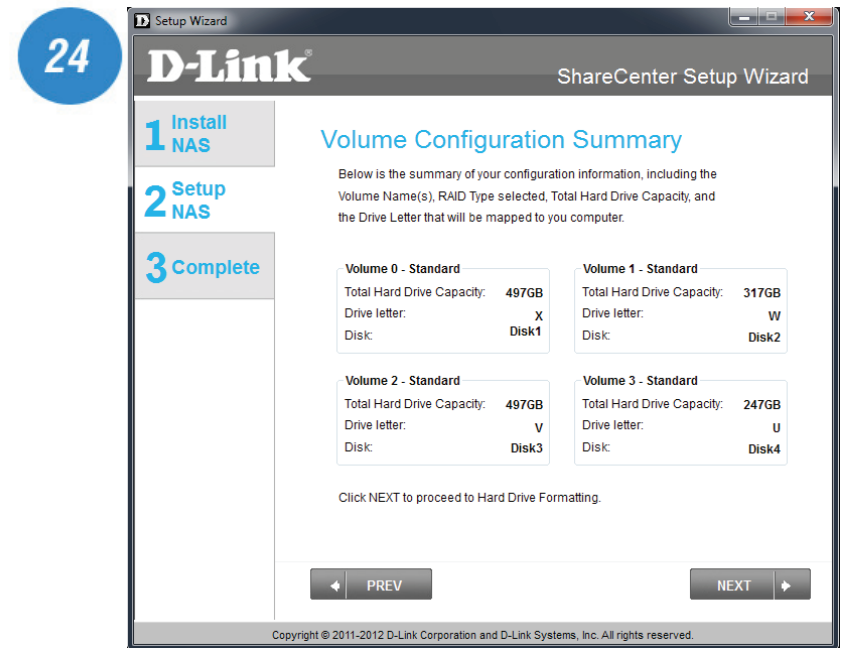 24
Setup Wizard
D-Link®
ShareCenter Setup Wizard
1 Install
NAS
2 Setup
NAS
3 Complete
Volume Configuration Summary
Below is the summary of your configuration information, including the
Volume Name(s), RAID Type selected, Total Hard Drive Capacity, and
the Drive Letter that will be mapped to you computer.
Volume 0 - Standard
Total Hard Drive Capacity: 497GB
Drive letter: X
Disk: Disk1
Volume 1 - Standard
Total Hard Drive Capacity: 317GB
Drive letter: W
Disk: Disk2
Volume 2 - Standard
Total Hard Drive Capacity: 497GB
Drive letter: V
Disk: Disk3
Volume 3 - Standard
Total Hard Drive Capacity: 247GB
Drive letter: U
Disk: Disk4
Click NEXT to proceed to Hard Drive Formatting.
PREV
NEXT
Copyright © 2011-2012 D-Link Corporation and D-Link Systems, Inc. All rights reserved.